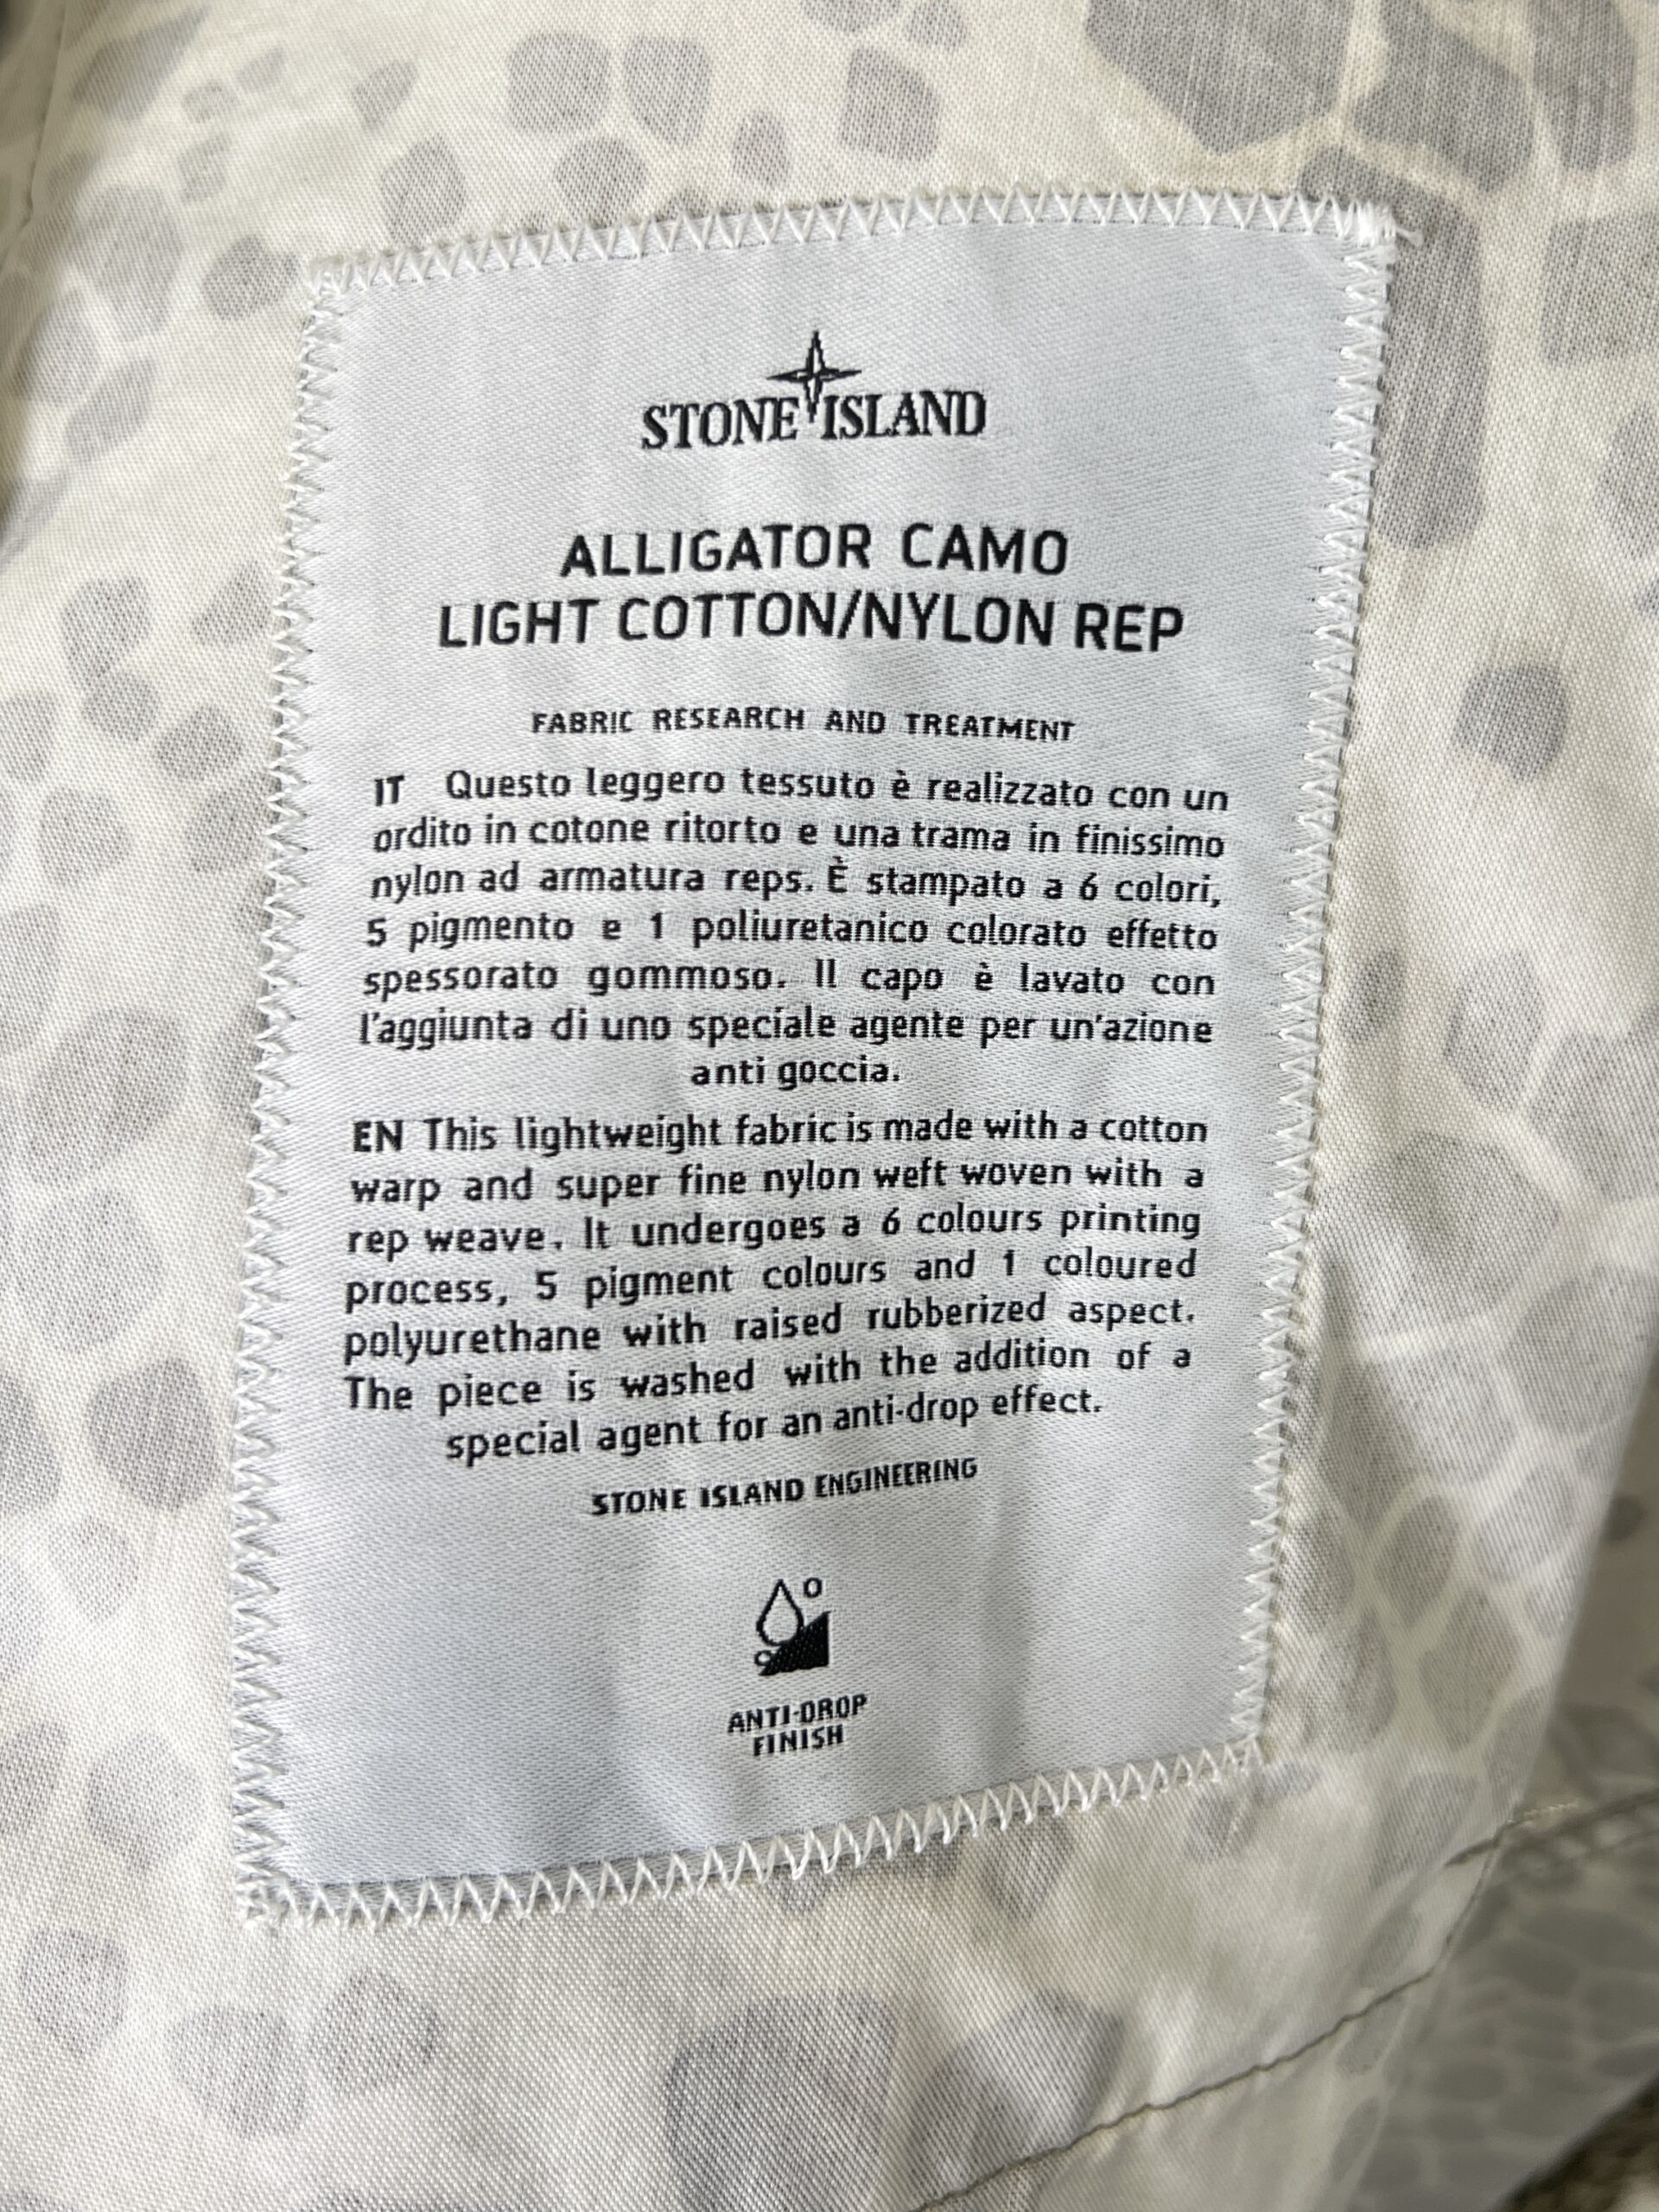 STONE ISLAND
ALLIGATOR CAMO
LIGHT COTTON/NYLON REP
FABRIC RESEARCH AND TREATMENT
IT Questo leggero tessuto è realizzato con un
ordito in cotone ritorto e una trama in finissimo
nylon ad armatura reps. È stampato a 6 colori,
5 pigmento e 1 poliuretanico colorato effetto
spessorato gommoso. Il capo è lavato con
l'aggiunta di uno speciale agente per un'azione
anti goccia.
EN This lightweight fabric is made with a cotton
warp and super fine nylon weft woven with a
rep weave. It undergoes a 6 colours printing
process, 5 pigment colours and 1 coloured
polyurethane with raised rubberized aspect.
The piece is washed with the addition of a
special agent for an anti-drop effect.
STONE ISLAND ENGINEERING
ANTI-DROP
FINISH